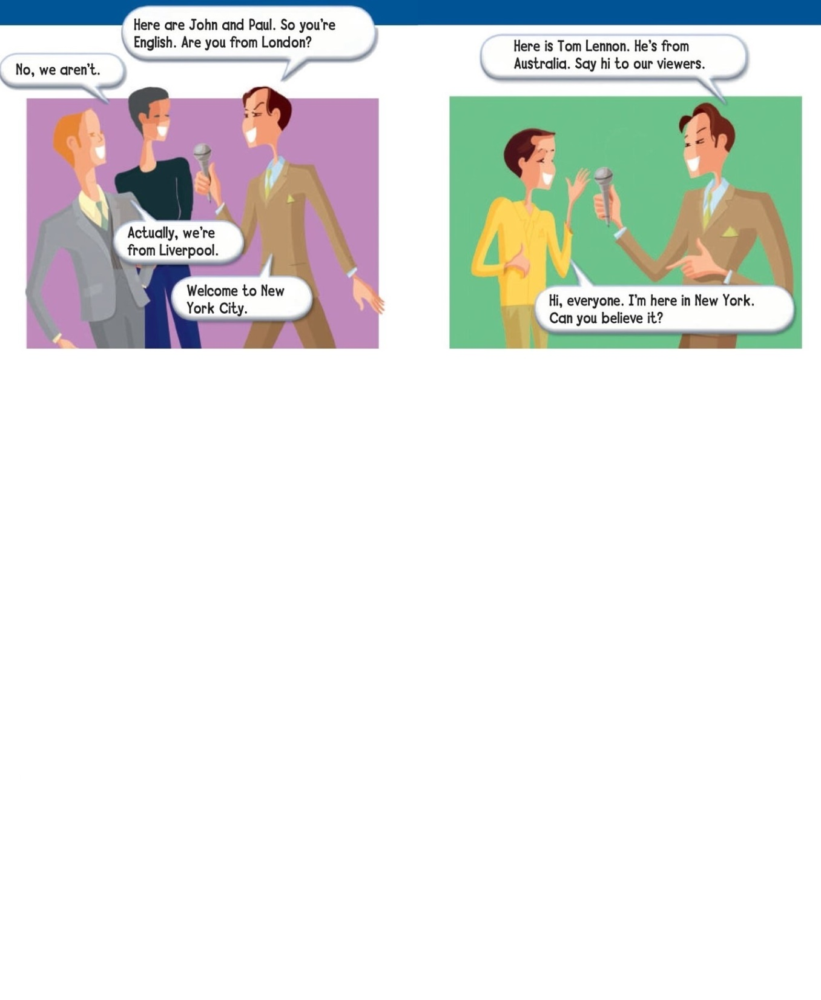 Here are John and Paul. So you're
English. Are you from London?
No, we aren't.
Actually, we're
from Liverpool.
Welcome to New
York City.
Here is Tom Lennon. He's from
Australia. Say hi to our viewers.
Hi, everyone. I'm here in New York.
Can you believe it?